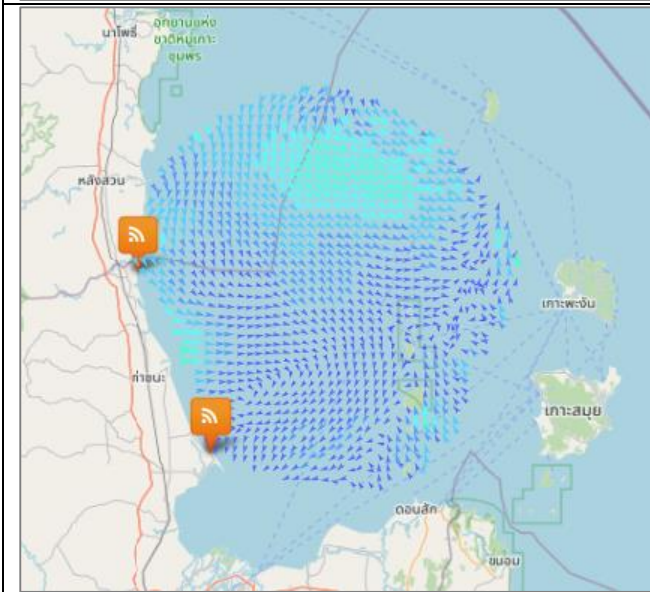 นาโพธิ์
อุทยานแห่ง
ชาติหมู่เกาะ
ชุมพร
หลังสวน
เกาะพะงัน
ท่าชนะ
เกาะสมุย
ดอนสัก
ขนอม